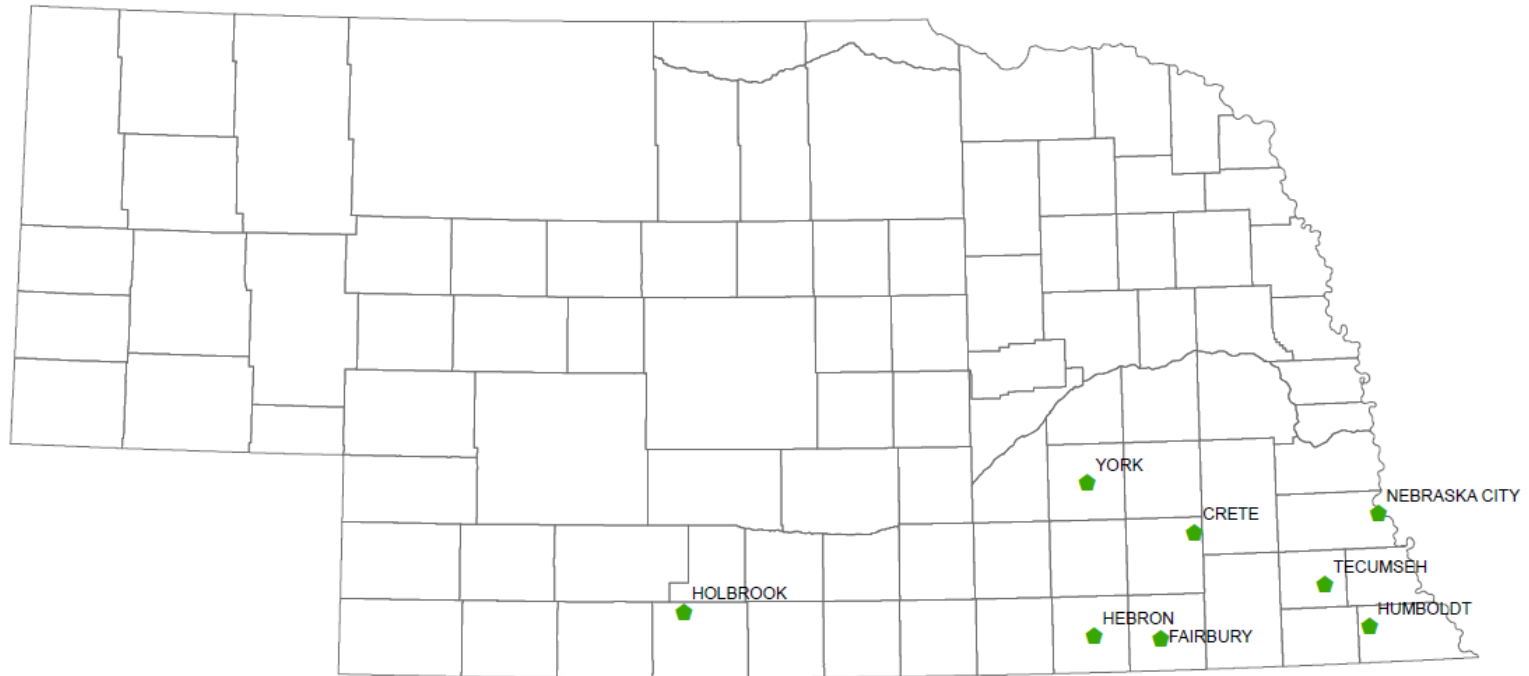 YORK
NEBRASKA CITY
CRETE
TECUMSEH
HOLBROOK
HUMBOLDT
HEBRON
FAIRBURY